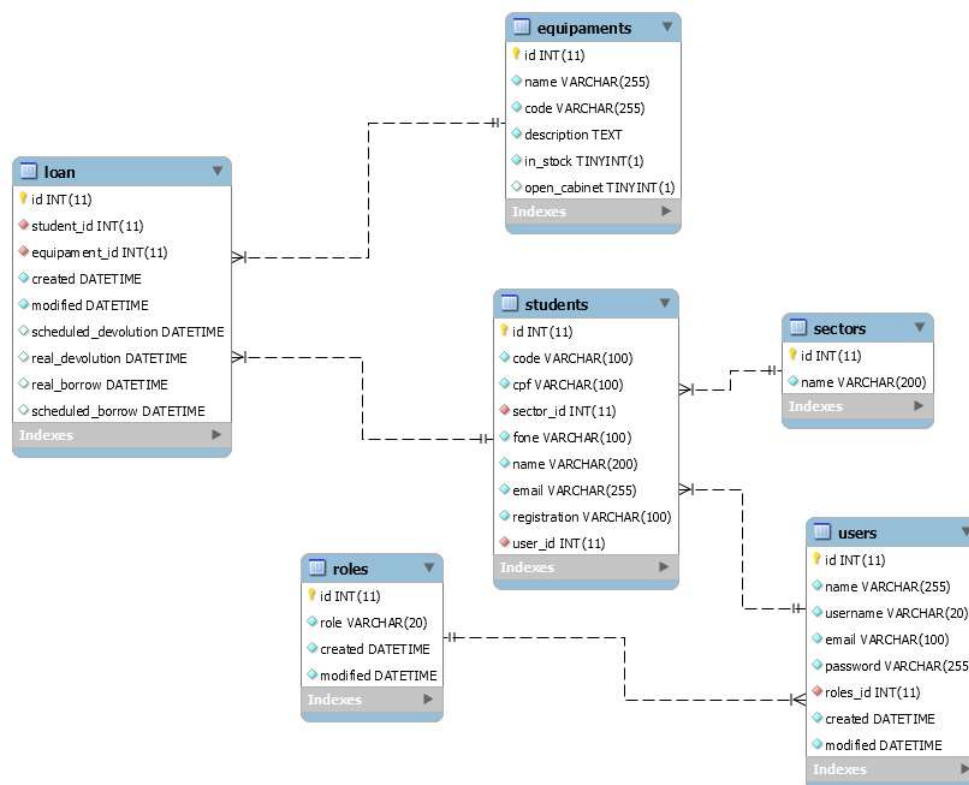 equipaments
id INT(11)
name VARCHAR(255)
code VARCHAR(255)
description TEXT
in_stock TINYINT(1)
open_cabinet TINYINT(1)
Indexes
loan
id INT(11)
student_id INT(11)
equipament_id INT(11)
created DATETIME
modified DATETIME
scheduled_devolution DATETIME
real_devolution DATETIME
real_borrow DATETIME
scheduled_borrow DATETIME
Indexes
students
id INT(11)
code VARCHAR(100)
cpf VARCHAR(100)
sector_id INT(11)
fone VARCHAR(100)
name VARCHAR(200)
email VARCHAR(255)
registration VARCHAR(100)
user_id INT(11)
Indexes
sectors
id INT(11)
name VARCHAR(200)
Indexes
roles
id INT(11)
role VARCHAR(20)
created DATETIME
modified DATETIME
Indexes
users
id INT(11)
name VARCHAR(255)
username VARCHAR(20)
email VARCHAR(100)
password VARCHAR(255
roles_id INT(11)
created DATETIME
modified DATETIME
Indexes